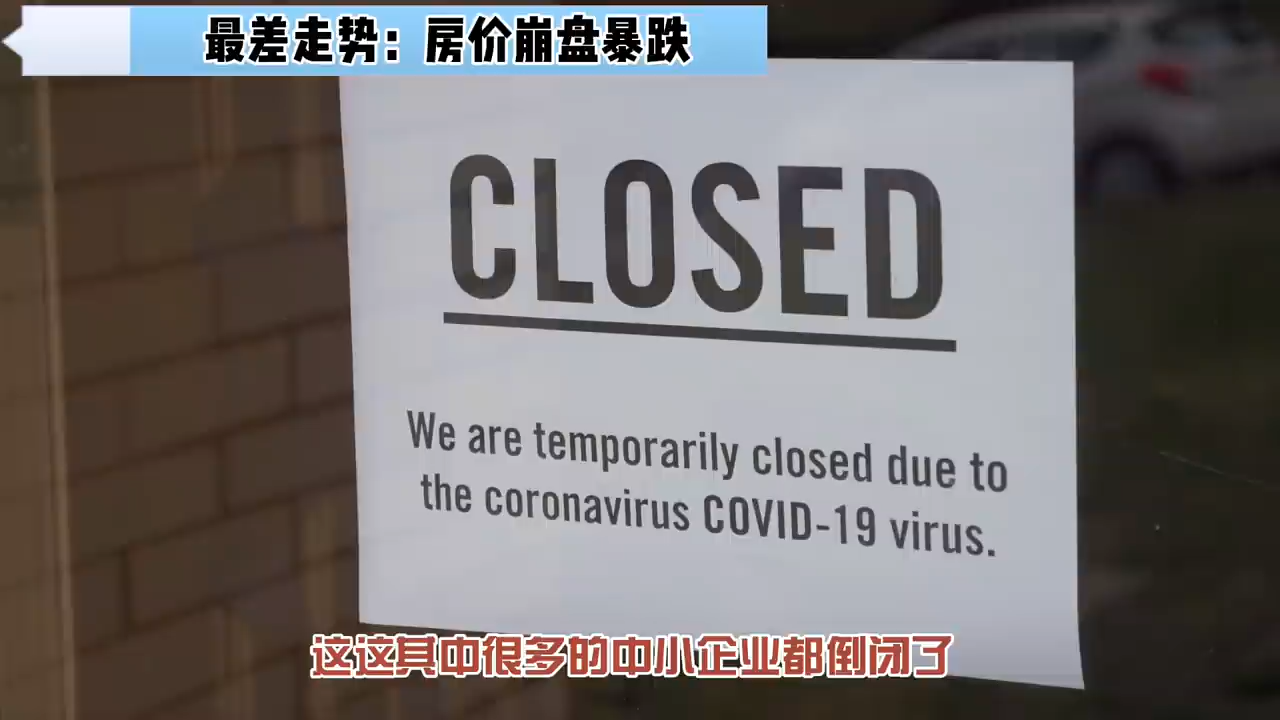 最差走势：房价崩盘暴跌
CLOSED
We are temporarily closed due to
the coronavirus COVID-19 virus.
这这其中很多的中小企业都倒闭了